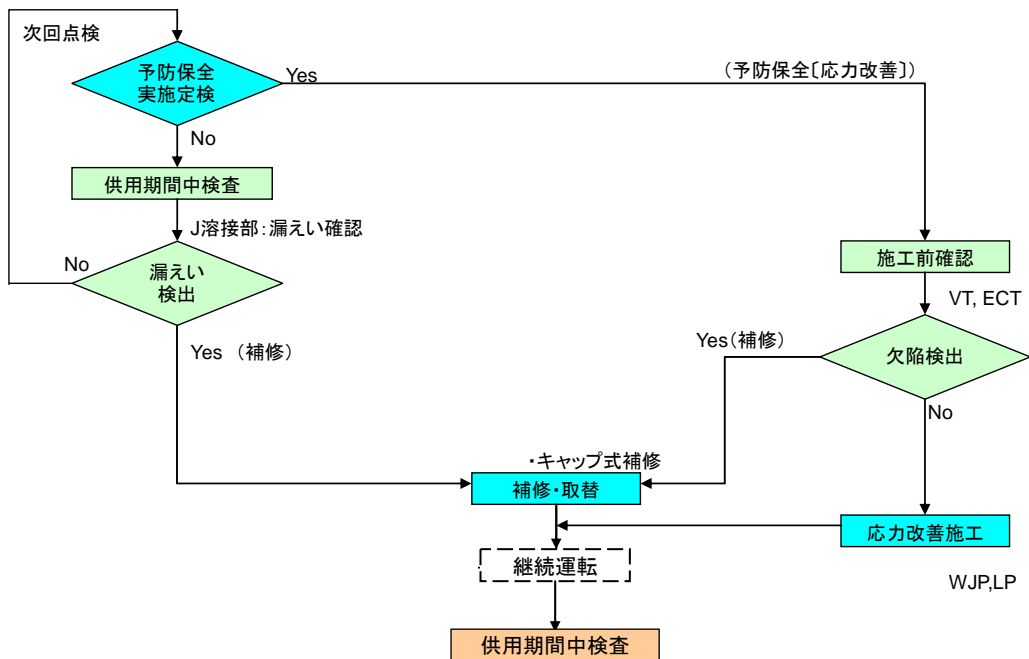 次回点検
予防保全
実施定検
Yes
(予防保全〔応力改善〕)
No
供用期間中検査
J溶接部：漏えい確認
No
漏えい
検出
Yes （補修）
施工前確認
VT, ECT
Yes（補修）
欠陥検出
No
・キャップ式補修
補修・取替
応力改善施工
継続運転
WJP,LP
供用期間中検査